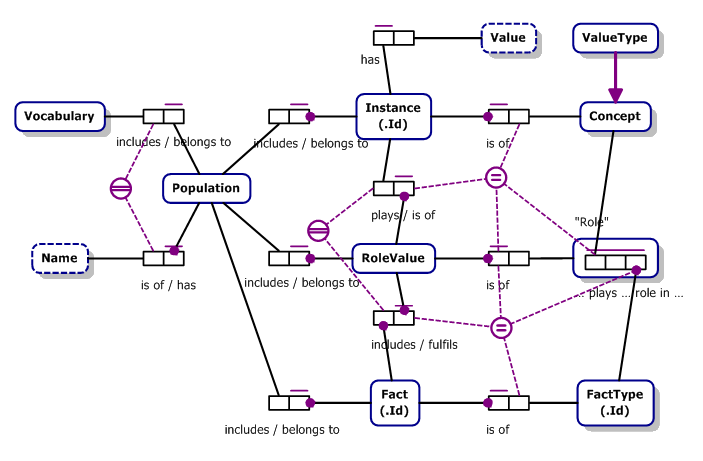 Value
ValueType
has
Vocabulary
Instance
(.Id)
Concept
includes / belongs to
includes / belongs to
is of
Population
plays / is of
"Role"
Name
RoleValue
is of / has
includes / belongs to
is of
... plays ... role in ...
includes / fulfils
Fact
(.Id)
FactType
(.Id)
includes / belongs to
is of